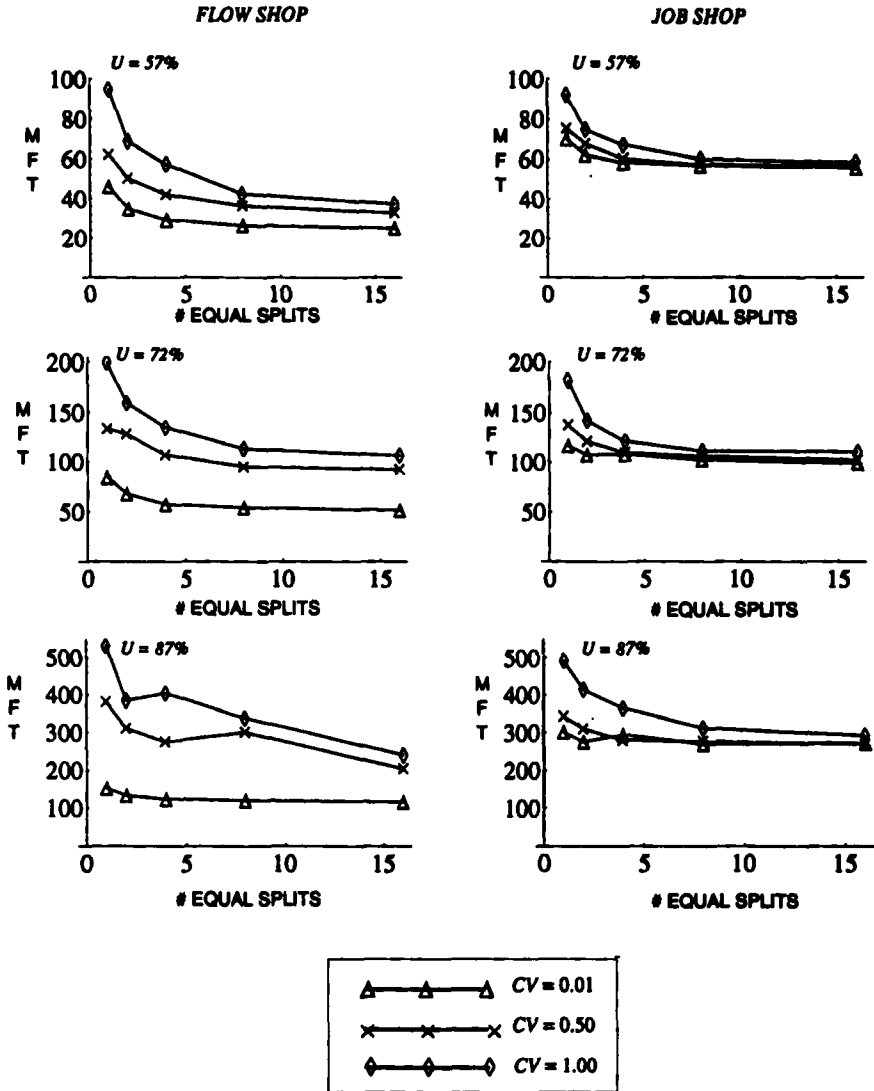 FLOW SHOP
JOB SHOP
U = 57%
100
80
60
40
20
M
F
T
0 5 10 15
# EQUAL SPLITS
U = 57%
100
80
60
40
20
M
F
T
0 5 10 15
# EQUAL SPLITS
U = 72%
200
150
100
50
M
F
T
0 5 10 15
# EQUAL SPLITS
U = 72%
200
150
100
50
M
F
T
0 5 10 15
# EQUAL SPLITS
U = 87%
500
400
300
200
100
M
F
T
0 5 10 15
# EQUAL SPLITS
U = 87%
500
400
300
200
100
M
F
T
0 5 10 15
# EQUAL SPLITS
CV = 0.01
CV = 0.50
CV = 1.00